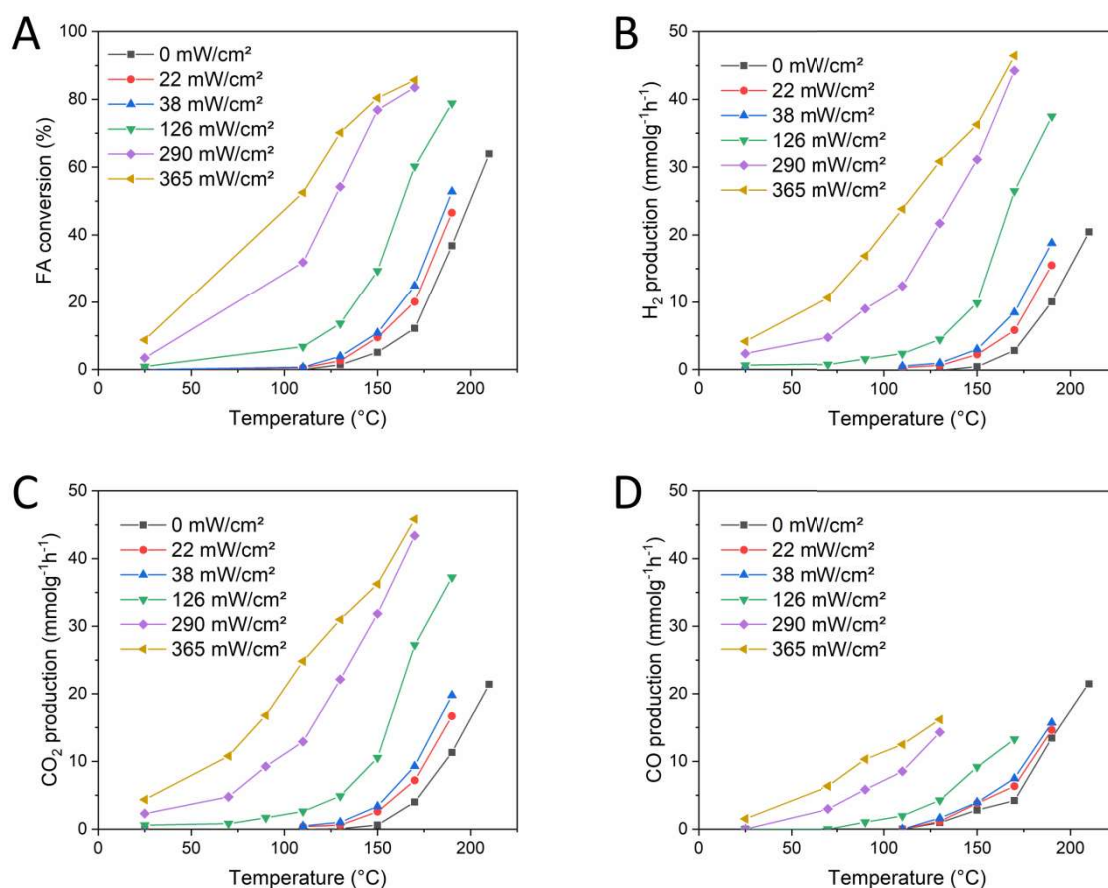 A
FA conversion (%)
100
80
60
40
20
0
0 mW/cm²
22 mW/cm²
38 mW/cm²
126 mW/cm²
290 mW/cm²
365 mW/cm²
0 50 100 150 200
Temperature (°C)
B
H₂ production (mmolg⁻¹h⁻¹)
50
40
30
20
10
0
0 mW/cm²
22 mW/cm²
38 mW/cm²
126 mW/cm²
290 mW/cm²
365 mW/cm²
0 50 100 150 200
Temperature (°C)
C
CO₂ production (mmolg⁻¹h⁻¹)
50
40
30
20
10
0
0 mW/cm²
22 mW/cm²
38 mW/cm²
126 mW/cm²
290 mW/cm²
365 mW/cm²
0 50 100 150 200
Temperature (°C)
D
CO production (mmolg⁻¹h⁻¹)
50
40
30
20
10
0
0 mW/cm²
22 mW/cm²
38 mW/cm²
126 mW/cm²
290 mW/cm²
365 mW/cm²
0 50 100 150 200
Temperature (°C)